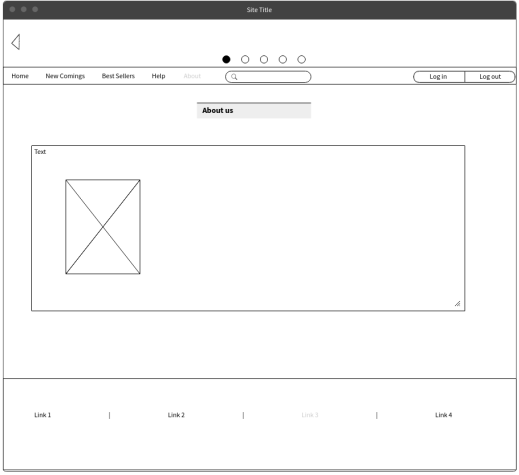 Site Title
Home New Comings Best Sellers Help About Log in Log out
About us
Text
Link 1 | Link 2 | Link 3 | Link 4